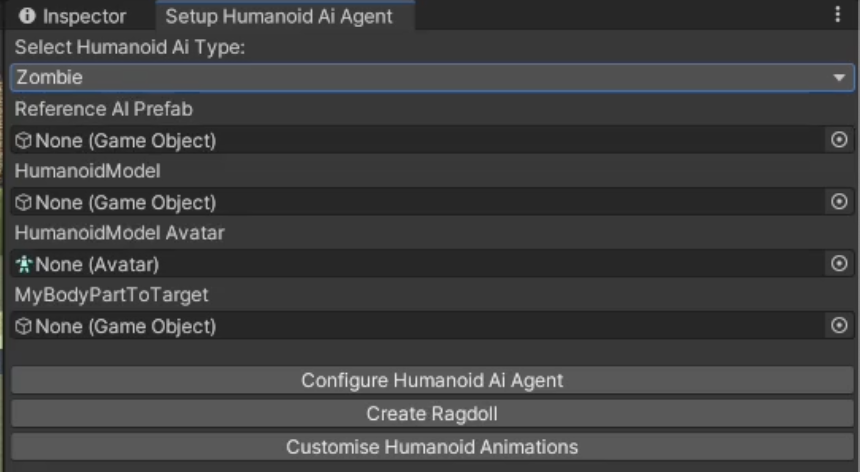 Inspector Setup Humanoid Ai Agent
Select Humanoid Ai Type:
Zombie
Reference AI Prefab
None (Game Object)
HumanoidModel
None (Game Object)
HumanoidModel Avatar
None (Avatar)
MyBodyPartToTarget
None (Game Object)
Configure Humanoid Ai Agent
Create Ragdoll
Customise Humanoid Animations